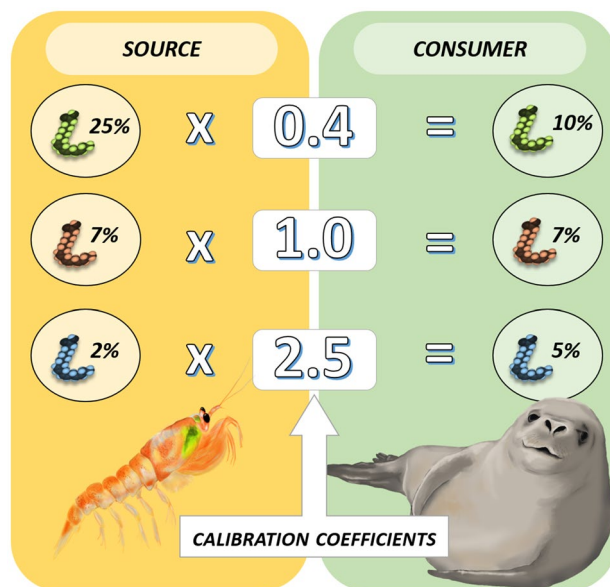 SOURCE
CONSUMER
25% x 0.4 = 10%
7% x 1.0 = 7%
2% x 2.5 = 5%
CALIBRATION COEFFICIENTS